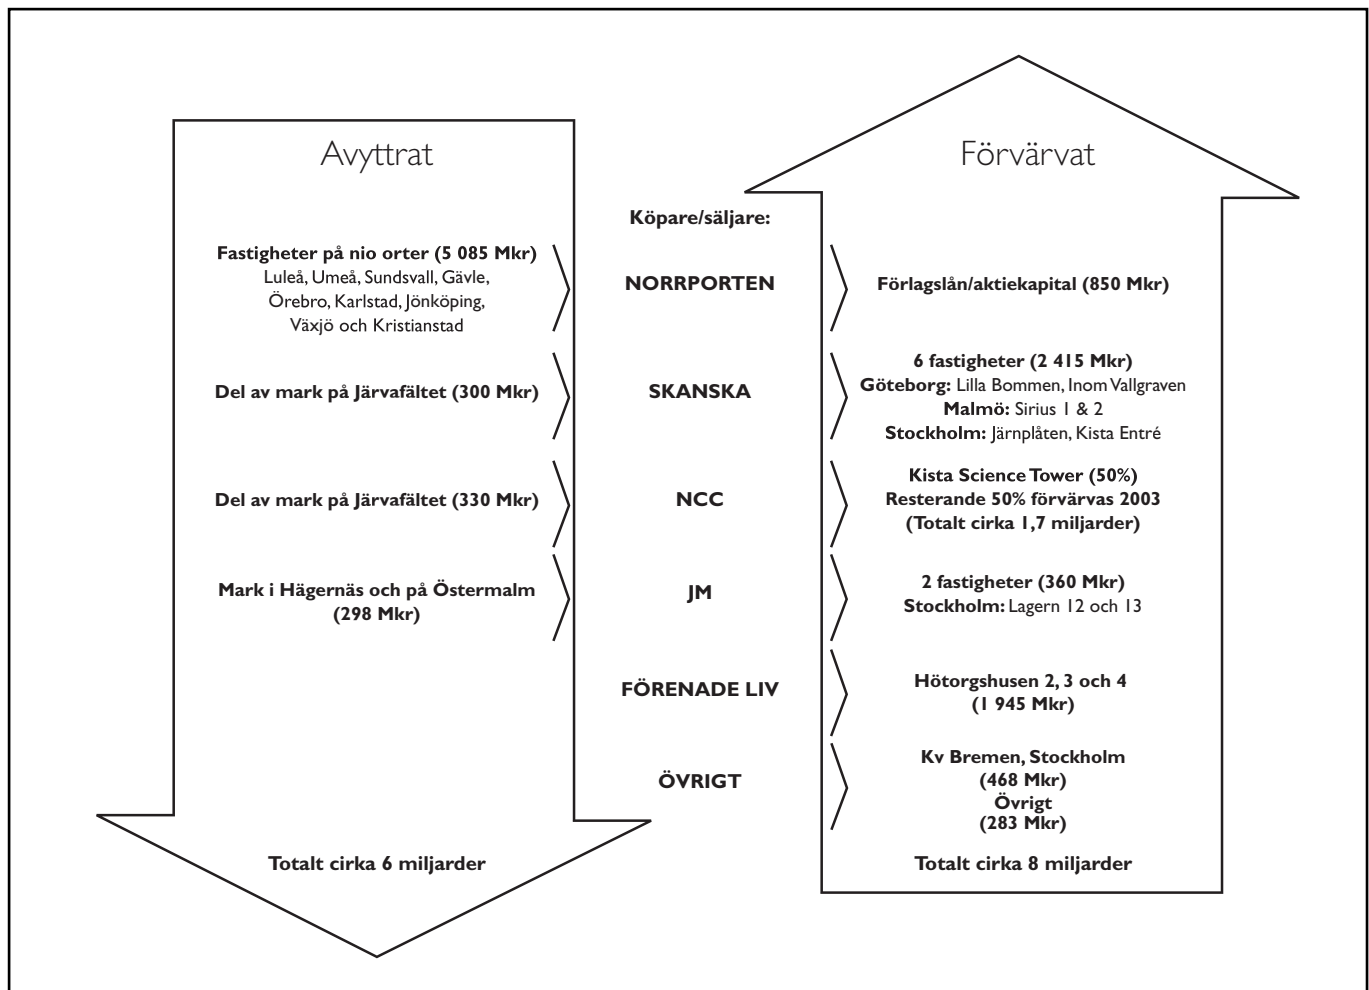 Avyttrat
Förvärvat
Köpare/säljare:
Fastigheter på nio orter (5 085 Mkr)
Luleå, Umeå, Sundsvall, Gävle,
Örebro, Karlstad, Jönköping,
Växjö och Kristianstad
NORRPORTEN
Förlagslån/aktiekapital (850 Mkr)
Del av mark på Järvafältet (300 Mkr)
SKANSKA
6 fastigheter (2 415 Mkr)
Göteborg: Lilla Bommen, Inom Vallgraven
Malmö: Sirius 1 & 2
Stockholm: Järnplåten, Kista Entré
Del av mark på Järvafältet (330 Mkr)
NCC
Kista Science Tower (50%)
Resterande 50% förvärvas 2003
(Totalt cirka 1,7 miljarder)
Mark i Hägernäs och på Östermalm
(298 Mkr)
JM
2 fastigheter (360 Mkr)
Stockholm: Lagern 12 och 13
FÖRENADE LIV
Hötorgshusen 2, 3 och 4
(1 945 Mkr)
ÖVRIGT
Kv Bremen, Stockholm
(468 Mkr)
Övrigt
(283 Mkr)
Totalt cirka 6 miljarder
Totalt cirka 8 miljarder